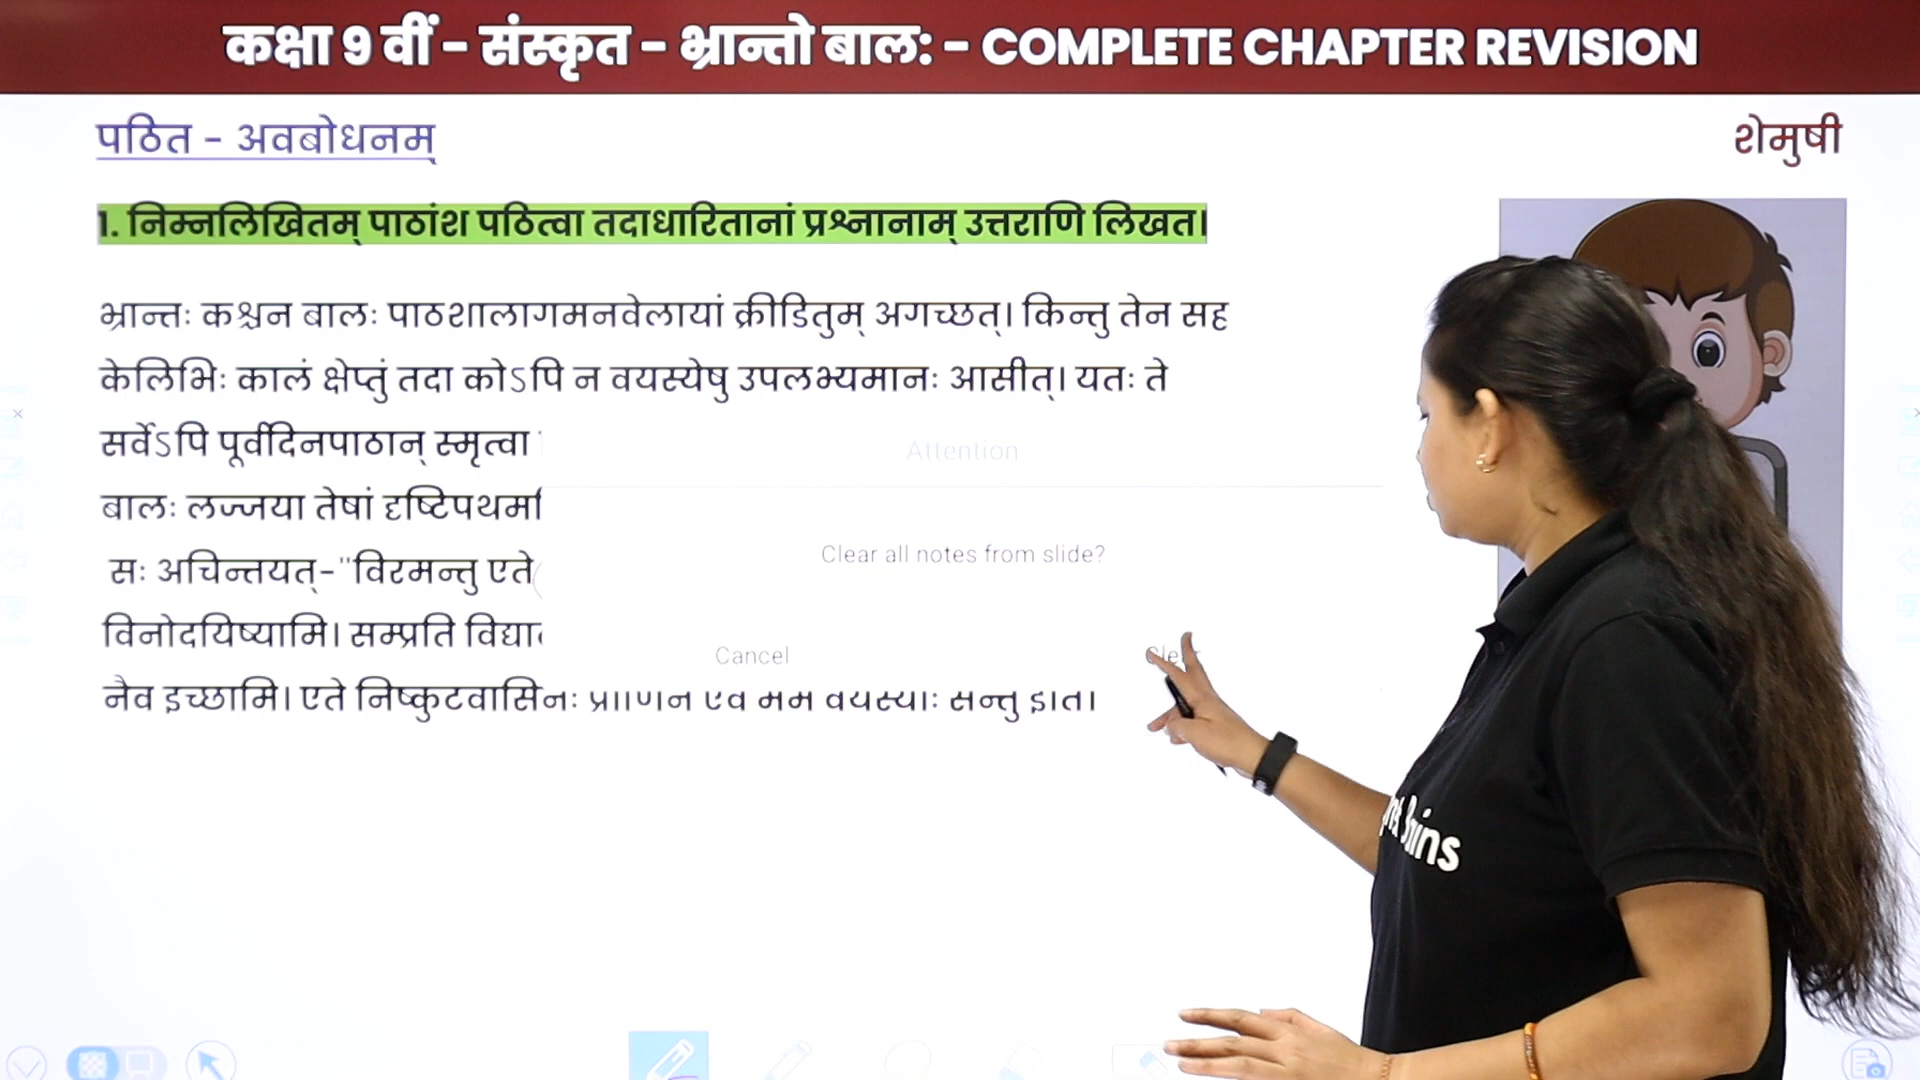 कक्षा 9 वीं - संस्कृत - भ्रान्तो बाल: - COMPLETE CHAPTER REVISION
पठित - अवबोधनम्
शेमुषी
1. निम्नलिखितम् पाठांश पठित्वा तदाधारितानां प्रश्नानाम् उत्तराणि लिखत।
भ्रान्तः कश्चन बालः पाठशालागमनवेलायां क्रीडितुम् अगच्छत्। किन्तु तेन सह
केलिभिः कालं क्षेप्तुं तदा कोऽपि न वयस्येषु उपलभ्यमानः आसीत्। यतः ते
सर्वेऽपि पूर्वदिनपाठान् स्मृत्वा
बालः लज्जया तेषां
सः अचिन्तयत्-"विरमन्तु एते
विनोदयिष्यामि। सम्प्रति
नैव इच्छामि। एते निष्कुटवासिनः मम वयस्याः सन्तु
Attention
Clear all notes from slide?
Cancel